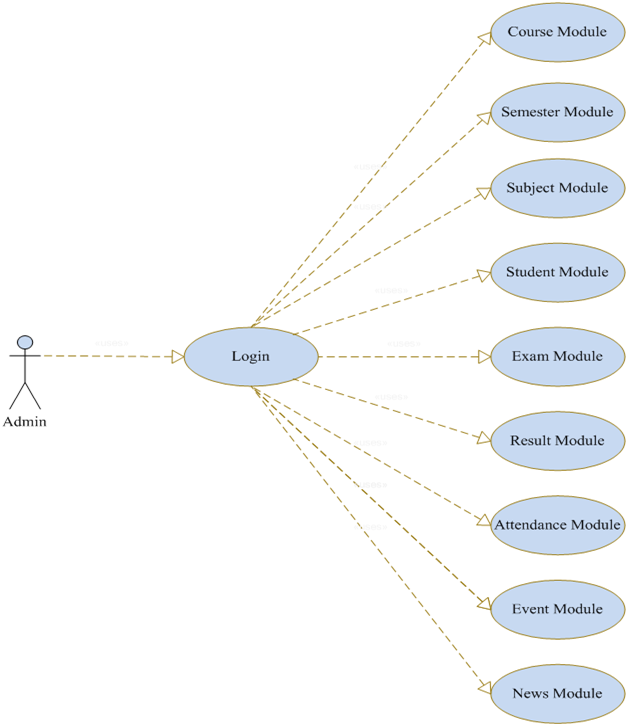 Course Module
Semester Module
Subject Module
Student Module
Login
Exam Module
Admin
Result Module
Attendance Module
Event Module
News Module